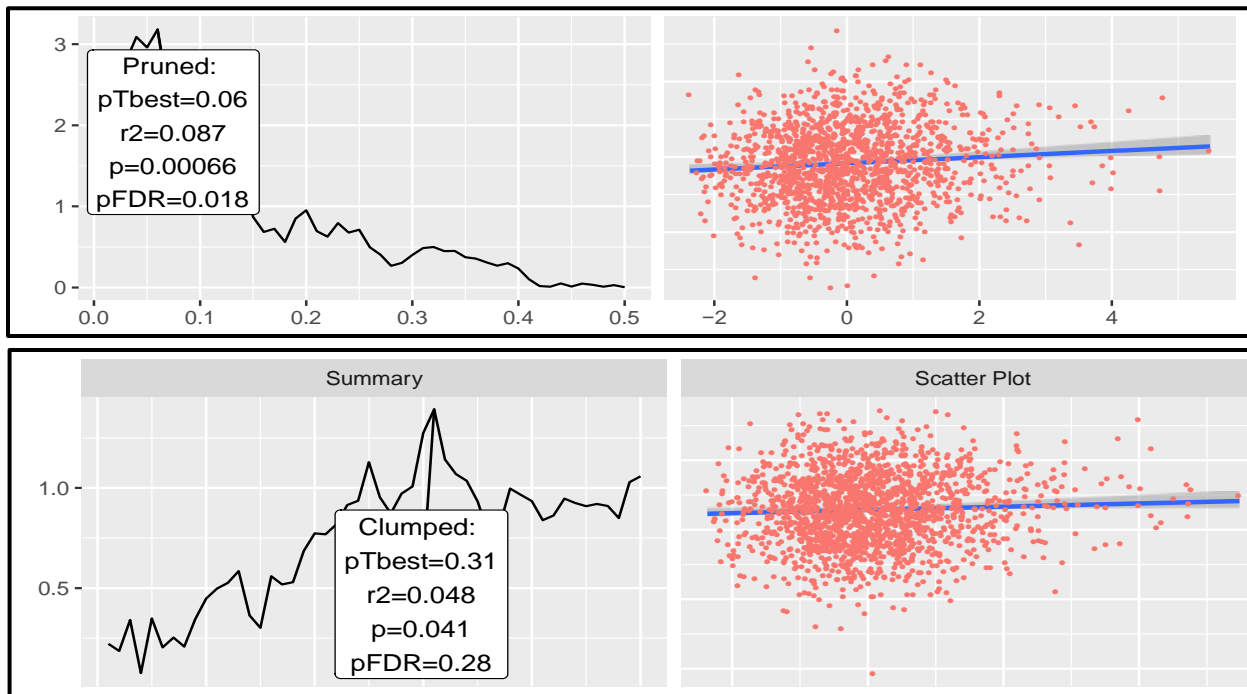 3
2
1
0
Pruned:
pTbest=0.06
r2=0.087
p=0.00066
pFDR=0.018
0.0 0.1 0.2 0.3 0.4 0.5
−2 0 2 4
Summary
Scatter Plot
1.0
0.5
Clumped:
pTbest=0.31
r2=0.048
p=0.041
pFDR=0.28